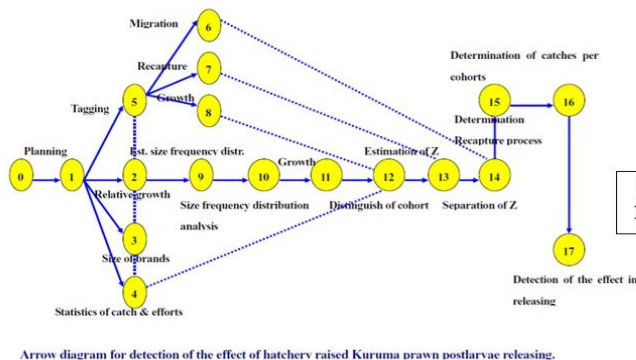 Migration
6
Determination of catches per
cohorts
Recapture
7
Growth
5
8
15
16
Tagging
Determination
Recapture process
Planning
Est. size frequency distr.
Growth
Estimation of Z
0
1
2
9
10
11
12
13
14
Relative growth
Size frequency distribution
analysis
Distinguish of cohort
Separation of Z
3
17
Size of brands
4
Detection of the effect in
releasing
Statistics of catch & efforts
Arrow diagram for detection of the effect of hatchery raised Kuruma prawn postlarvae releasing.